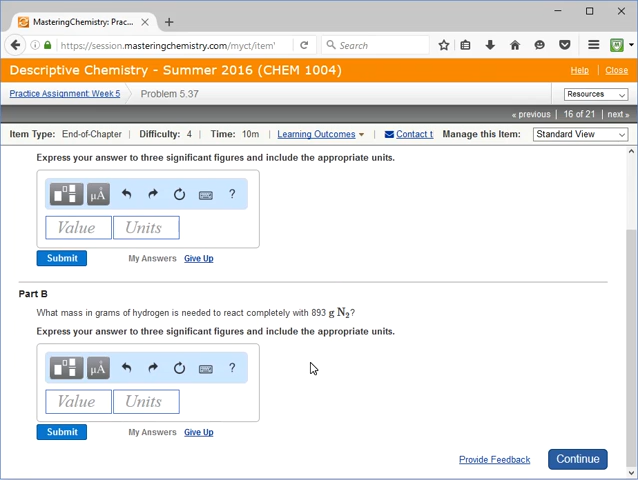 MasteringChemistry: Prac...
https://session.masteringchemistry.com/myct/item'
Search
Descriptive Chemistry - Summer 2016 (CHEM 1004)
Help
Close
Practice Assignment: Week 5
Problem 5.37
Resources
« previous
16 of 21
next »
Item Type: End-of-Chapter | Difficulty: 4 | Time: 10m | Learning Outcomes | Contact t Manage this Item: Standard View
Express your answer to three significant figures and include the appropriate units.
μÅ ?
Value Units
Submit My Answers Give Up
Part B
What mass in grams of hydrogen is needed to react completely with 893 g N₂?
Express your answer to three significant figures and include the appropriate units.
μÅ ?
Value Units
Submit My Answers Give Up
Provide Feedback Continue